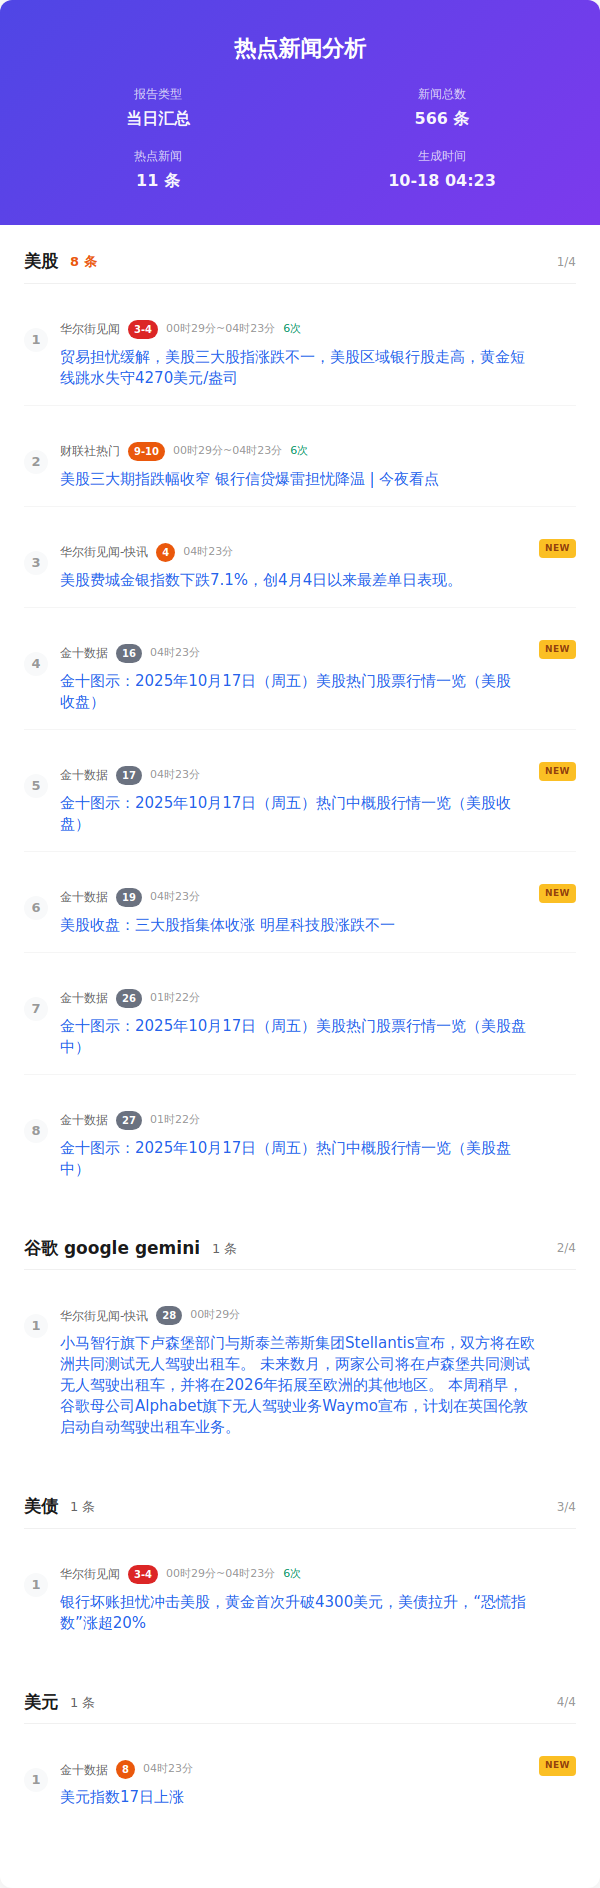 热点新闻分析
报告类型
新闻总数
当日汇总
566 条
热点新闻
生成时间
11 条
10-18 04:23
美股 8 条 1/4
1
华尔街见闻 3-4 00时29分~04时23分 6次
贸易担忧缓解，美股三大股指涨跌不一，美股区域银行股走高，黄金短
线跳水失守4270美元/盎司
2
财联社热门 9-10 00时29分~04时23分 6次
美股三大期指跌幅收窄 银行信贷爆雷担忧降温 | 今夜看点
3
华尔街见闻-快讯 4 04时23分 NEW
美股费城金银指数下跌7.1%，创4月4日以来最差单日表现。
4
金十数据 16 04时23分 NEW
金十图示：2025年10月17日（周五）美股热门股票行情一览（美股
收盘）
5
金十数据 17 04时23分 NEW
金十图示：2025年10月17日（周五）热门中概股行情一览（美股收
盘）
6
金十数据 19 04时23分 NEW
美股收盘：三大股指集体收涨 明星科技股涨跌不一
7
金十数据 26 01时22分
金十图示：2025年10月17日（周五）美股热门股票行情一览（美股盘
中）
8
金十数据 27 01时22分
金十图示：2025年10月17日（周五）热门中概股行情一览（美股盘
中）
谷歌 google gemini 1 条 2/4
1
华尔街见闻-快讯 28 00时29分
小马智行旗下卢森堡部门与斯泰兰蒂斯集团Stellantis宣布，双方将在欧
洲共同测试无人驾驶出租车。 未来数月，两家公司将在卢森堡共同测试
无人驾驶出租车，并将在2026年拓展至欧洲的其他地区。 本周稍早，
谷歌母公司Alphabet旗下无人驾驶业务Waymo宣布，计划在英国伦敦
启动自动驾驶出租车业务。
美债 1 条 3/4
1
华尔街见闻 3-4 00时29分~04时23分 6次
银行坏账担忧冲击美股，黄金首次升破4300美元，美债拉升，“恐慌指
数”涨超20%
美元 1 条 4/4
1
金十数据 8 04时23分 NEW
美元指数17日上涨